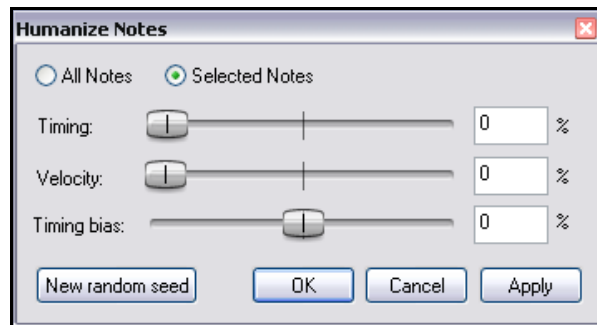 Humanize Notes
All Notes Selected Notes
Timing: 0 %
Velocity: 0 %
Timing bias: 0 %
New random seed OK Cancel Apply